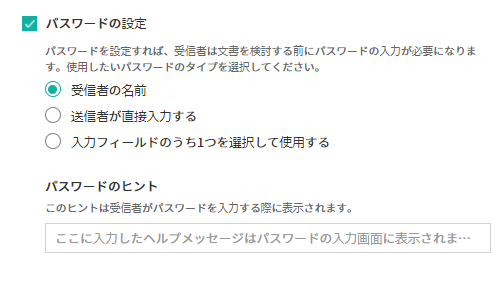 パスワードの設定
パスワードを設定すれば、受信者は文書を検討する前にパスワードの入力が必要になりま
す。使用したいパスワードのタイプを選択してください。
受信者の名前
送信者が直接入力する
入力フィールドのうち1つを選択して使用する
パスワードのヒント
このヒントは受信者がパスワードを入力する際に表示されます。
ここに入力したヘルプメッセージはパスワードの入力画面に表示されま…